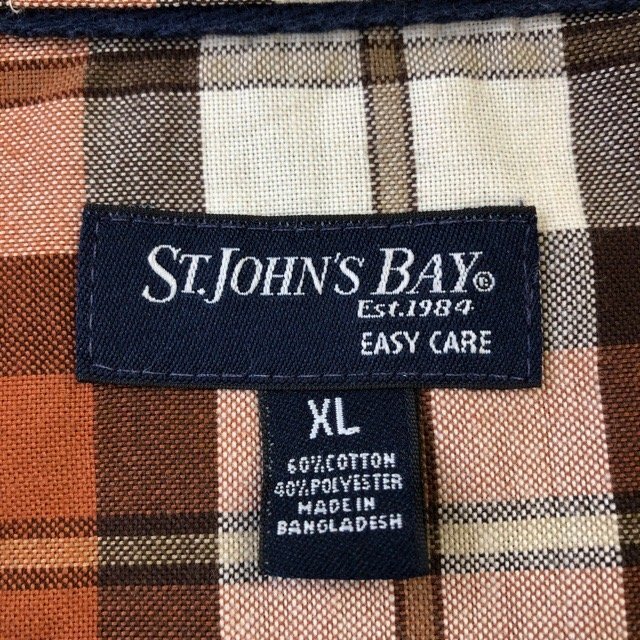 ST. JOHN'S BAY®
Est. 1984
EASY CARE
XL
60% COTTON
40% POLYESTER
MADE IN
BANGLADESH